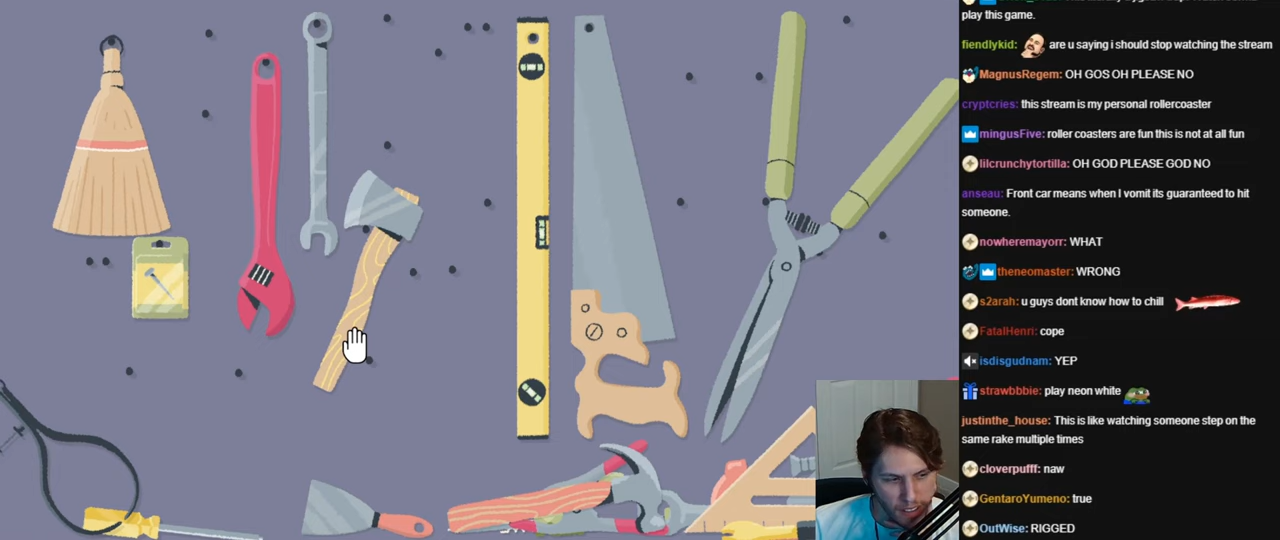 play this game.
fiendlykid: are u saying i should stop watching the stream
MagnusRegem: OH GOS OH PLEASE NO
cryptcries: this stream is my personal rollercoaster
mingusFive: roller coasters are fun this is not at all fun
lilcrunchytortilla: OH GOD PLEASE GOD NO
anseau: Front car means when I vomit its guaranteed to hit
someone.
nowheremayorr: WHAT
theneomaster: WRONG
s2arah: u guys dont know how to chill
FatalHenri: cope
isdisgudnam: YEP
strawbbbie: play neon white
justinthe_house: This is like watching someone step on the
same rake multiple times
cloverpufff: naw
GentaroYumeno: true
OutWise: RIGGED